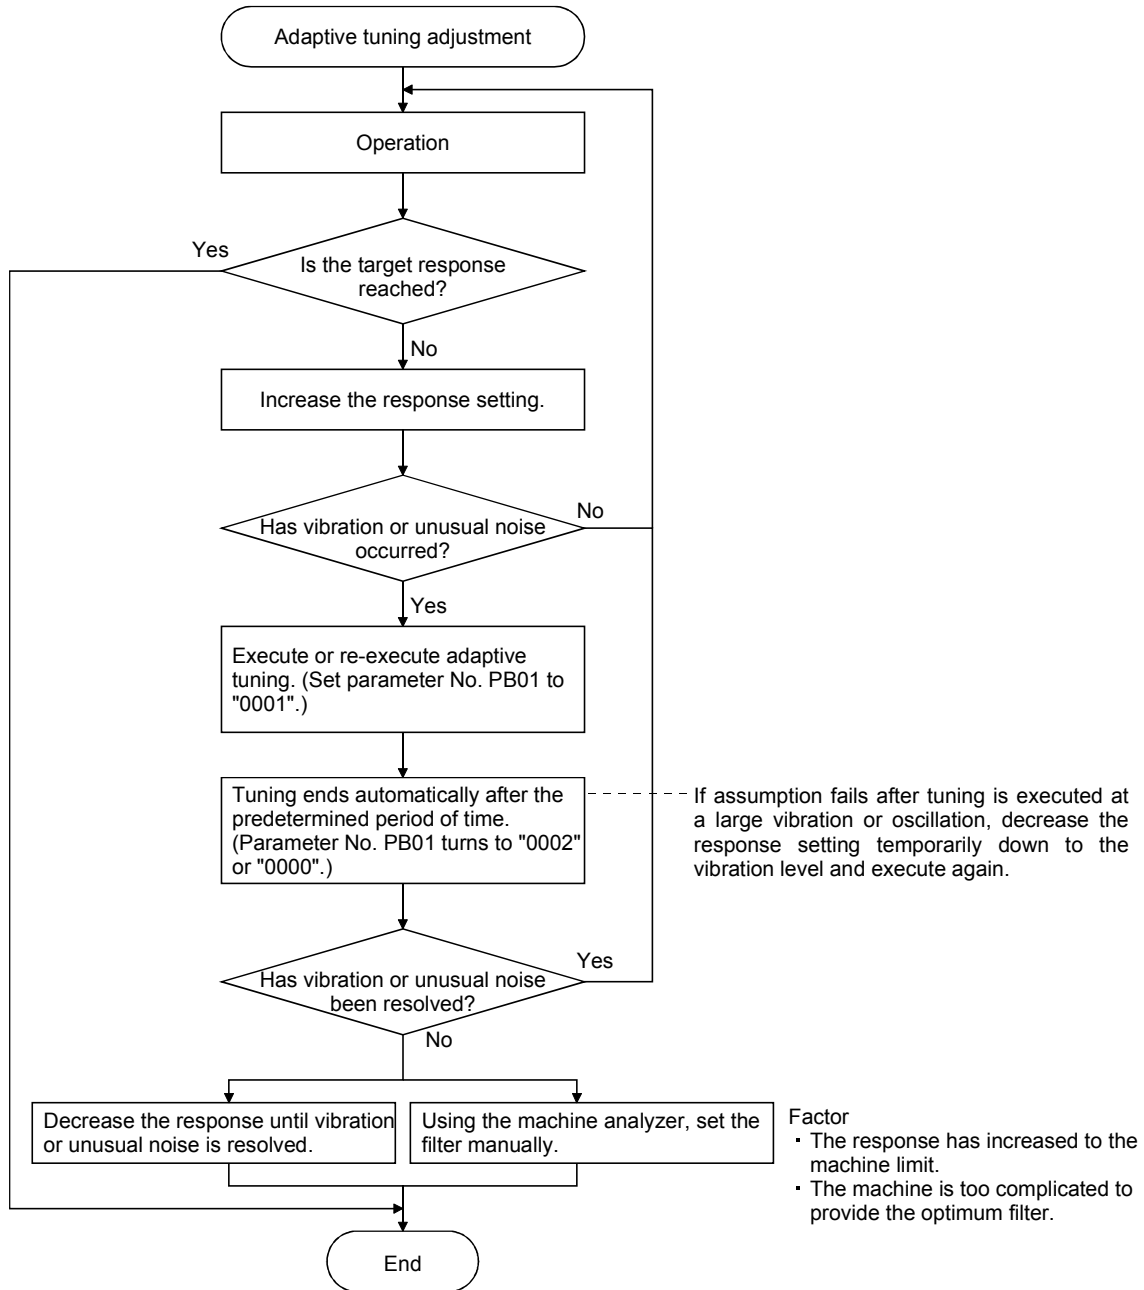 Adaptive tuning adjustment
Operation
Yes
Is the target response
reached?
No
Increase the response setting.
Has vibration or unusual noise
occurred?
No
Yes
Execute or re-execute adaptive
tuning. (Set parameter No. PB01 to
"0001".)
Tuning ends automatically after the
predetermined period of time.
(Parameter No. PB01 turns to "0002"
or "0000".)
If assumption fails after tuning is executed at
a large vibration or oscillation, decrease the
response setting temporarily down to the
vibration level and execute again.
Has vibration or unusual noise
been resolved?
Yes
No
Decrease the response until vibration
or unusual noise is resolved.
Using the machine analyzer, set the
filter manually.
Factor
・The response has increased to the
machine limit.
・The machine is too complicated to
provide the optimum filter.
End